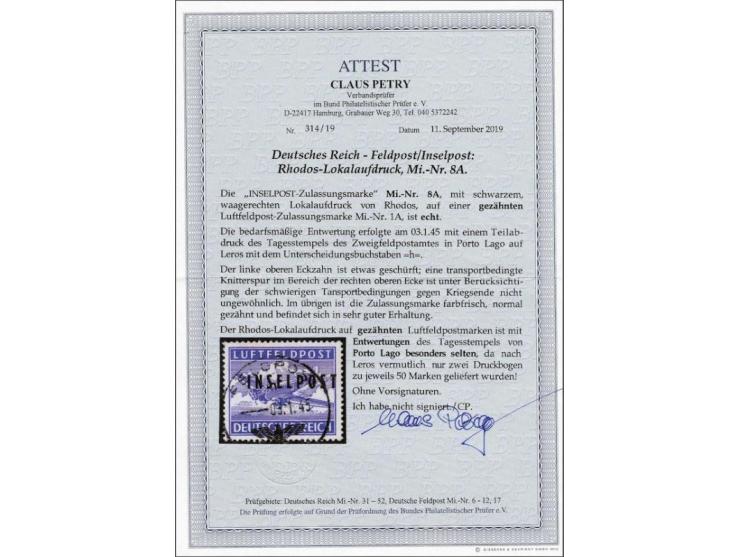 ATTEST
CLAUS PETRY
Verbandsprüfer
im Bund Philatelistischer Prüfer e. V.
D-22417 Hamburg, Grabauer Weg 30, Tel. 040 5372242
Nr. 314/19 Datum 11. September 2019
Deutsches Reich - Feldpost/Inselpost:
Rhodos-Lokalaufdruck, Mi.-Nr. 8A.
Die „INSELPOST-Zulassungsmarke" Mi.-Nr. 8A, mit schwarzem,
waagerechten Lokalaufdruck von Rhodos, auf einer gezähnten
Luftfeldpost-Zulassungsmarke Mi.-Nr. 1A, ist echt.
Die bedarfsmäßige Entwertung erfolgte am 03.1.45 mit einem Teilab-
druck des Tagesstempels des Zweigfeldpostamtes in Porto Lago auf
Leros mit dem Unterscheidungsbuchstaben »h«.
Der linke oberen Eckzahn ist etwas geschürft; eine transportbedingte
Knitterspur im Bereich der rechten oberen Ecke ist unter Berücksichti-
gung der schwierigen Tansportbedingungen gegen Kriegsende nicht
ungewöhnlich. Im übrigen ist die Zulassungsmarke farbfrisch, normal
gezähnt und befindet sich in sehr guter Erhaltung.
Der Rhodos-Lokalaufdruck auf gezähnten Luftfeldpostmarken ist mit
Entwertungen des Tagesstempels von
Porto Lago besonders selten, da nach
Leros vermutlich nur zwei Druckbogen
zu jeweils 50 Marken geliefert wurden!
Ohne Vorsignaturen.
Ich habe nicht signiert./CP.
Claus Petry
LUFTFELDPOST
FELDPOST
INSELPOST
03.1.45
DEUTSCHES REICH
Prüfgebiete: Deutsches Reich Mi.-Nr. 31 – 52, Deutsche Feldpost Mi.-Nr. 6 - 12, 17
Die Prüfung erfolgte auf Grund der Prüfordnung des Bundes Philatelistischer Prüfer e.V.